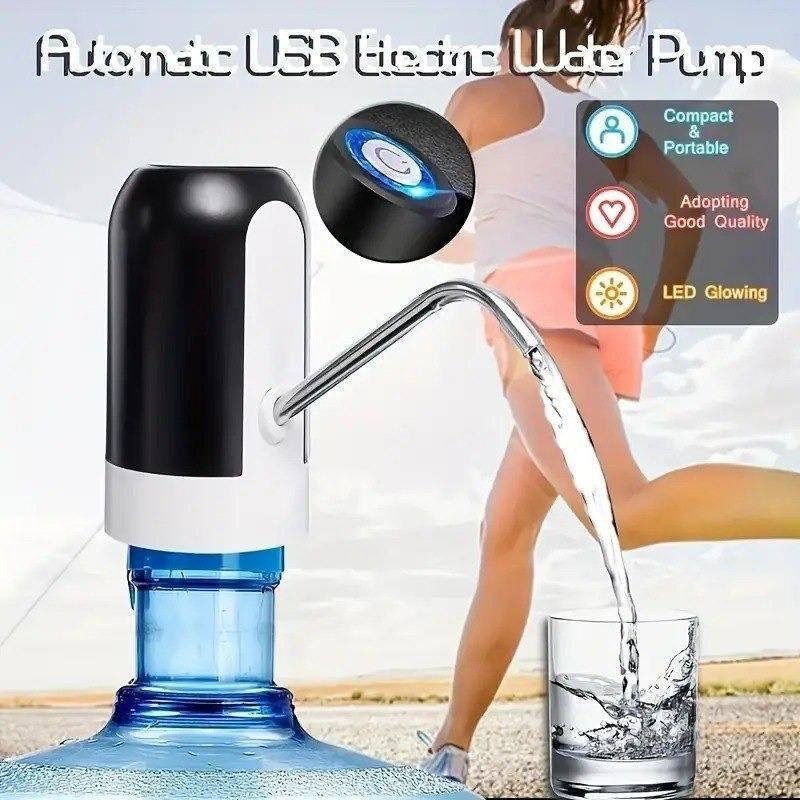 Automatic USB Electric Water Pump
Compact
&
Portable
Adopting
Good Quality
LED Glowing